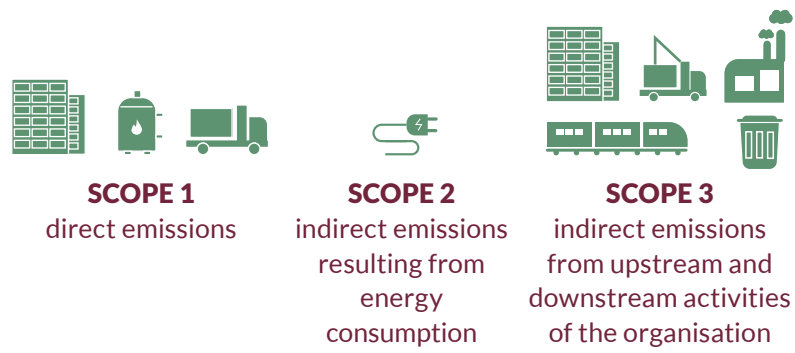 SCOPE 1
direct emissions
SCOPE 2
indirect emissions
resulting from
energy
consumption
SCOPE 3
indirect emissions
from upstream and
downstream activities
of the organisation